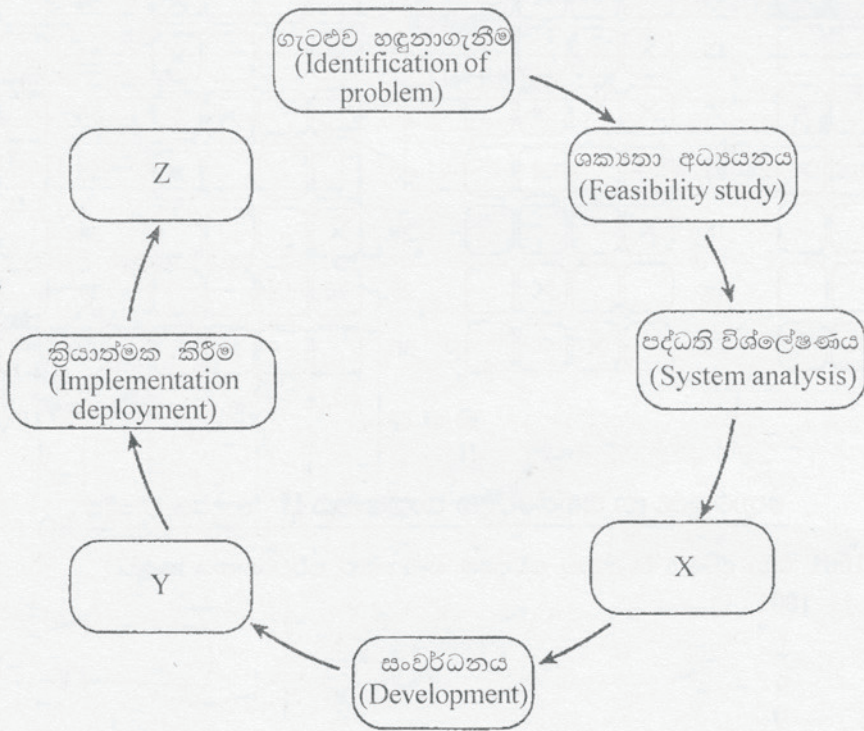 ගැටළුව හඳුනාගැනීම
(Identification of
problem)
ශක්‍යතා අධ්‍යයනය
(Feasibility study)
පද්ධති විශ්ලේෂණය
(System analysis)
X
සංවර්ධනය
(Development)
Y
ක්‍රියාත්මක කිරීම
(Implementation
deployment)
Z